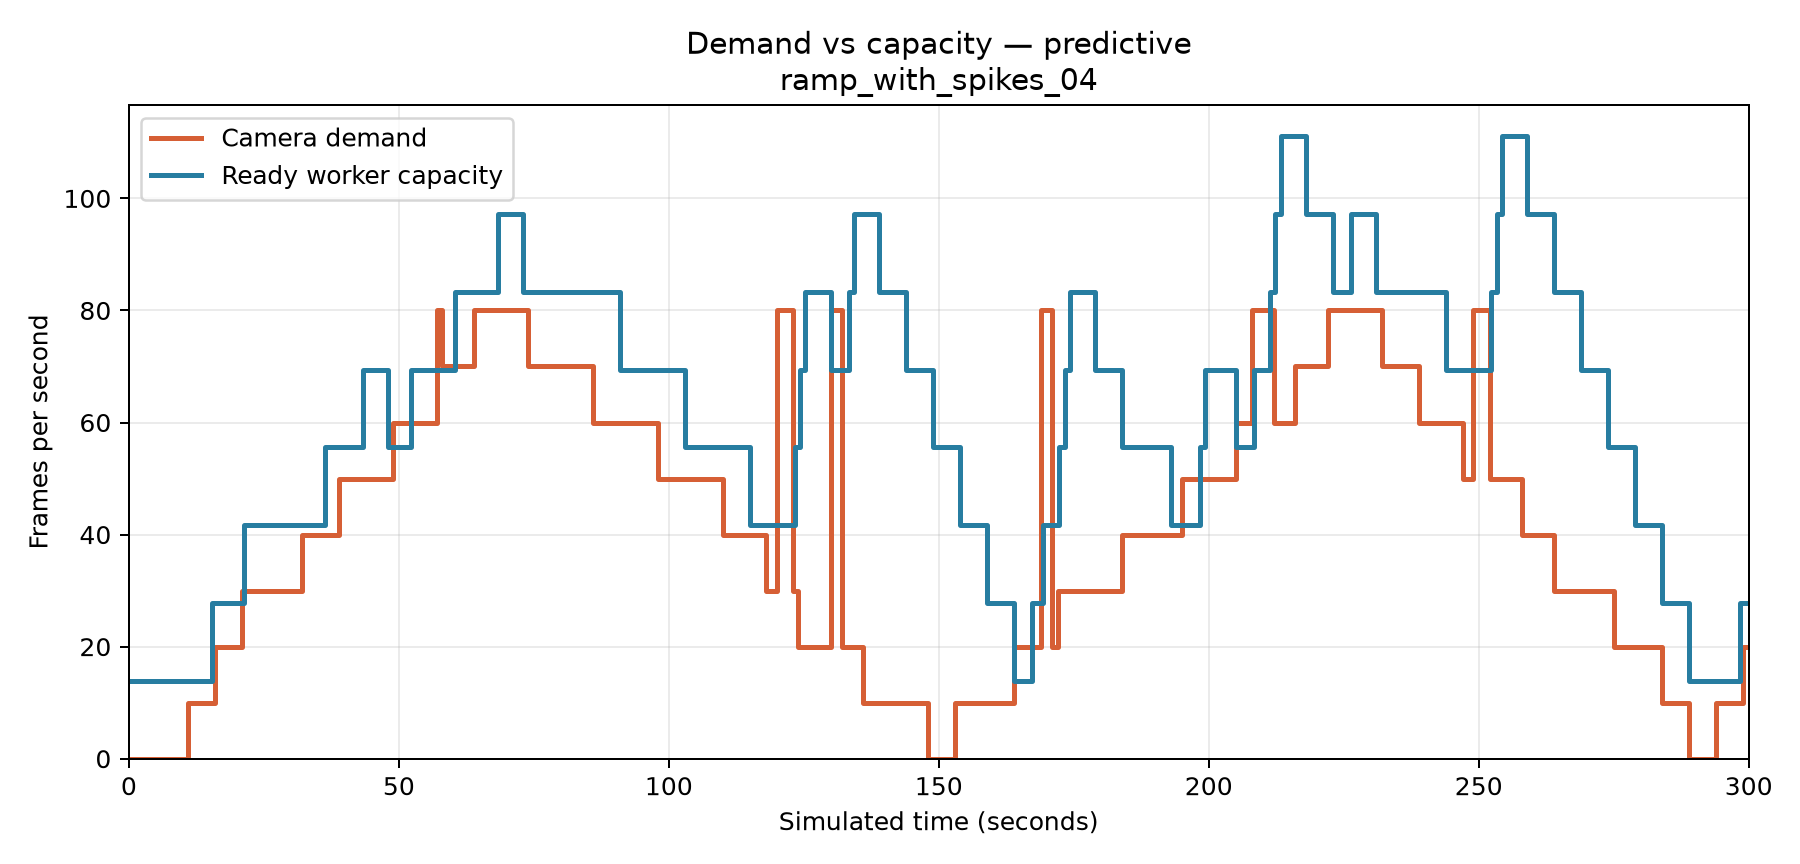 Demand vs capacity — predictive
ramp_with_spikes_04
Camera demand
Ready worker capacity
Frames per second
100
80
60
40
20
0
0 50 100 150 200 250 300
Simulated time (seconds)